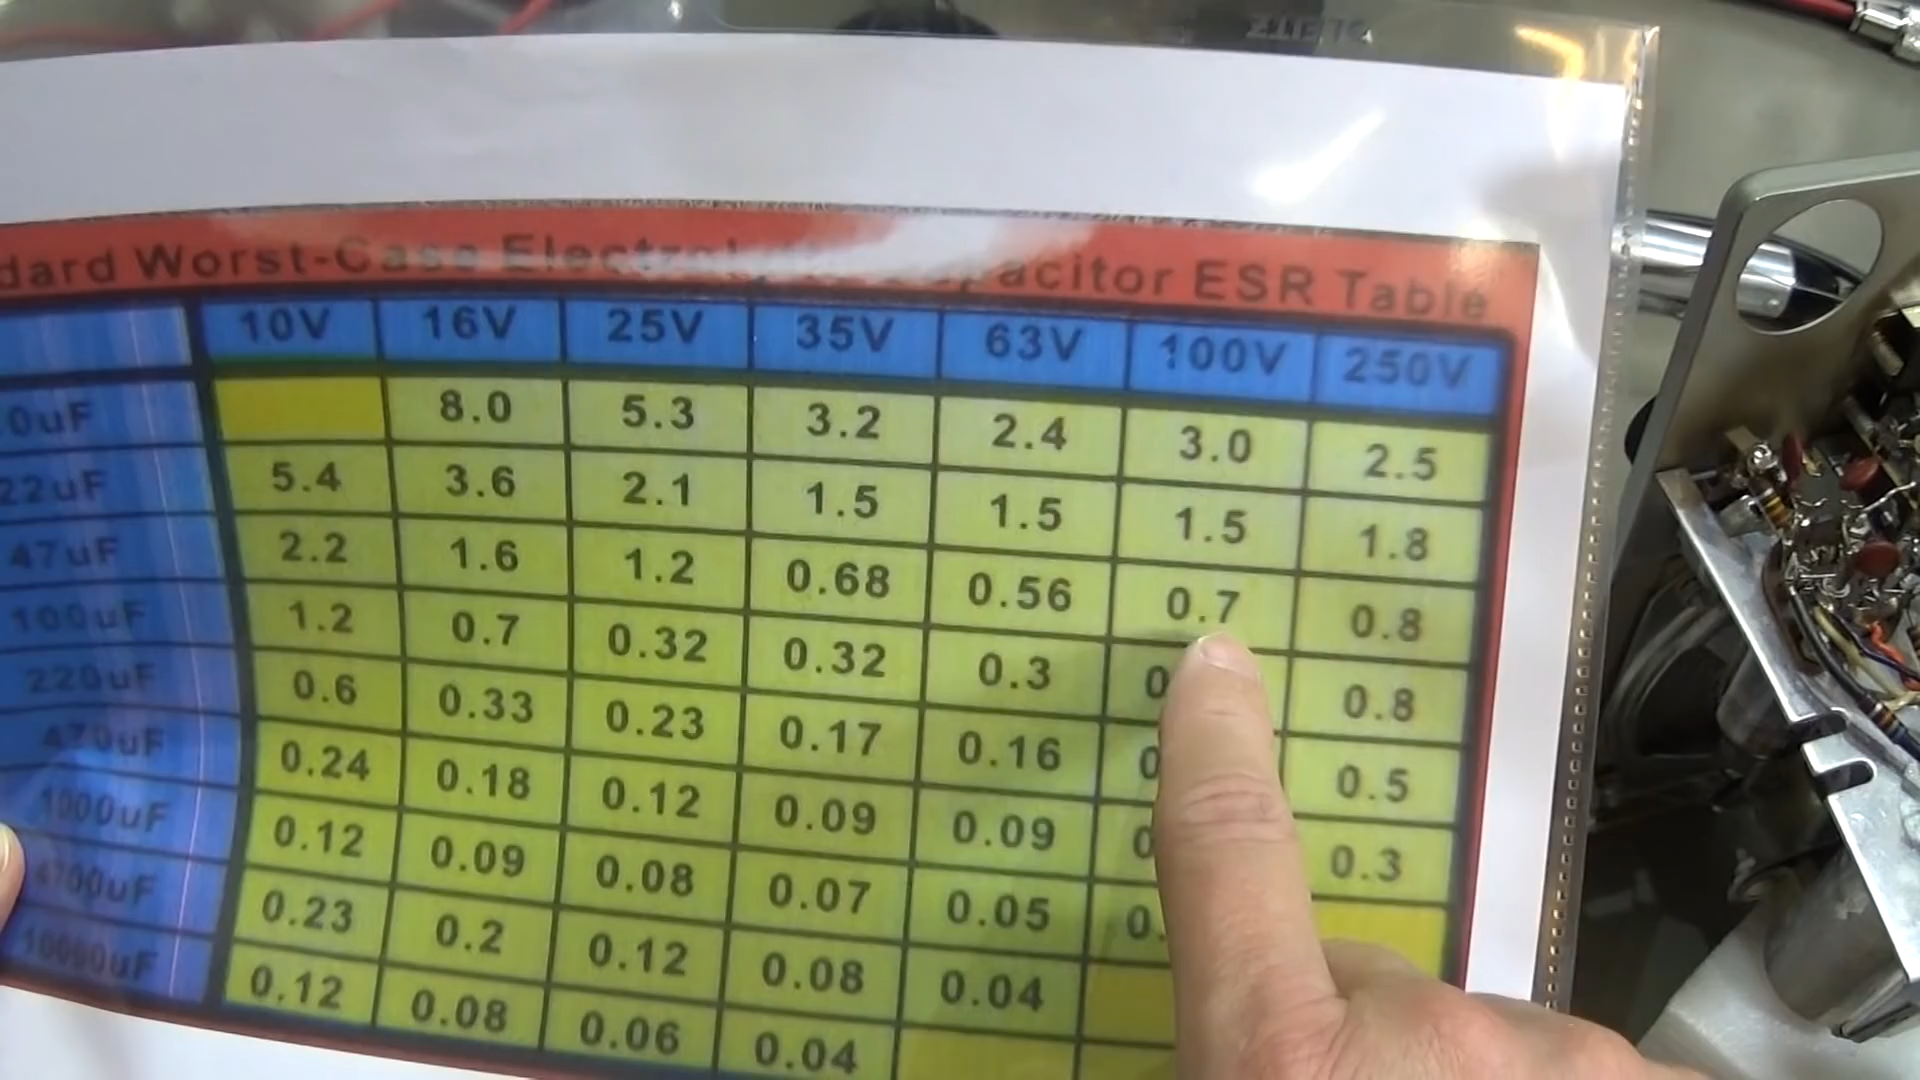 dard Worst-Case Electrolytic Capacitor ESR Table
10V 16V 25V 35V 63V 100V 250V
0uF 8.0 5.3 3.2 2.4 3.0 2.5
22uF 5.4 3.6 2.1 1.5 1.5 1.5 1.8
47uF 2.2 1.6 1.2 0.68 0.56 0.7 0.8
100uF 1.2 0.7 0.32 0.32 0.3 0 0.8
220uF 0.6 0.33 0.23 0.17 0.16 0 0.5
470uF 0.24 0.18 0.12 0.09 0.09 0 0.3
1000uF 0.12 0.09 0.08 0.07 0.05 0.
4700uF 0.23 0.2 0.12 0.08 0.04
10000uF 0.12 0.08 0.06 0.04